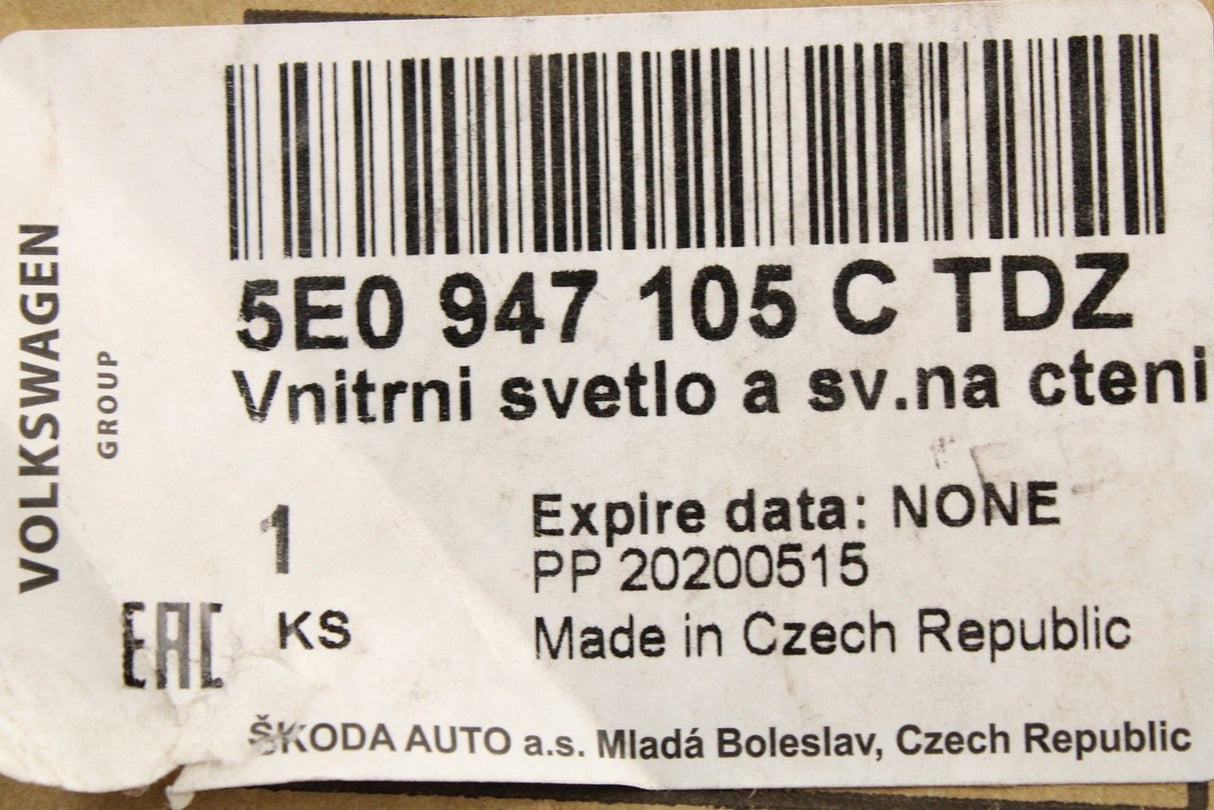 VOLKSWAGEN
GROUP
5E0 947 105 C TDZ
Vnitrni svetlo a sv.na cteni
1
KS
Expire data: NONE
PP 20200515
Made in Czech Republic
EAC
ŠKODA AUTO a.s. Mladá Boleslav, Czech Republic